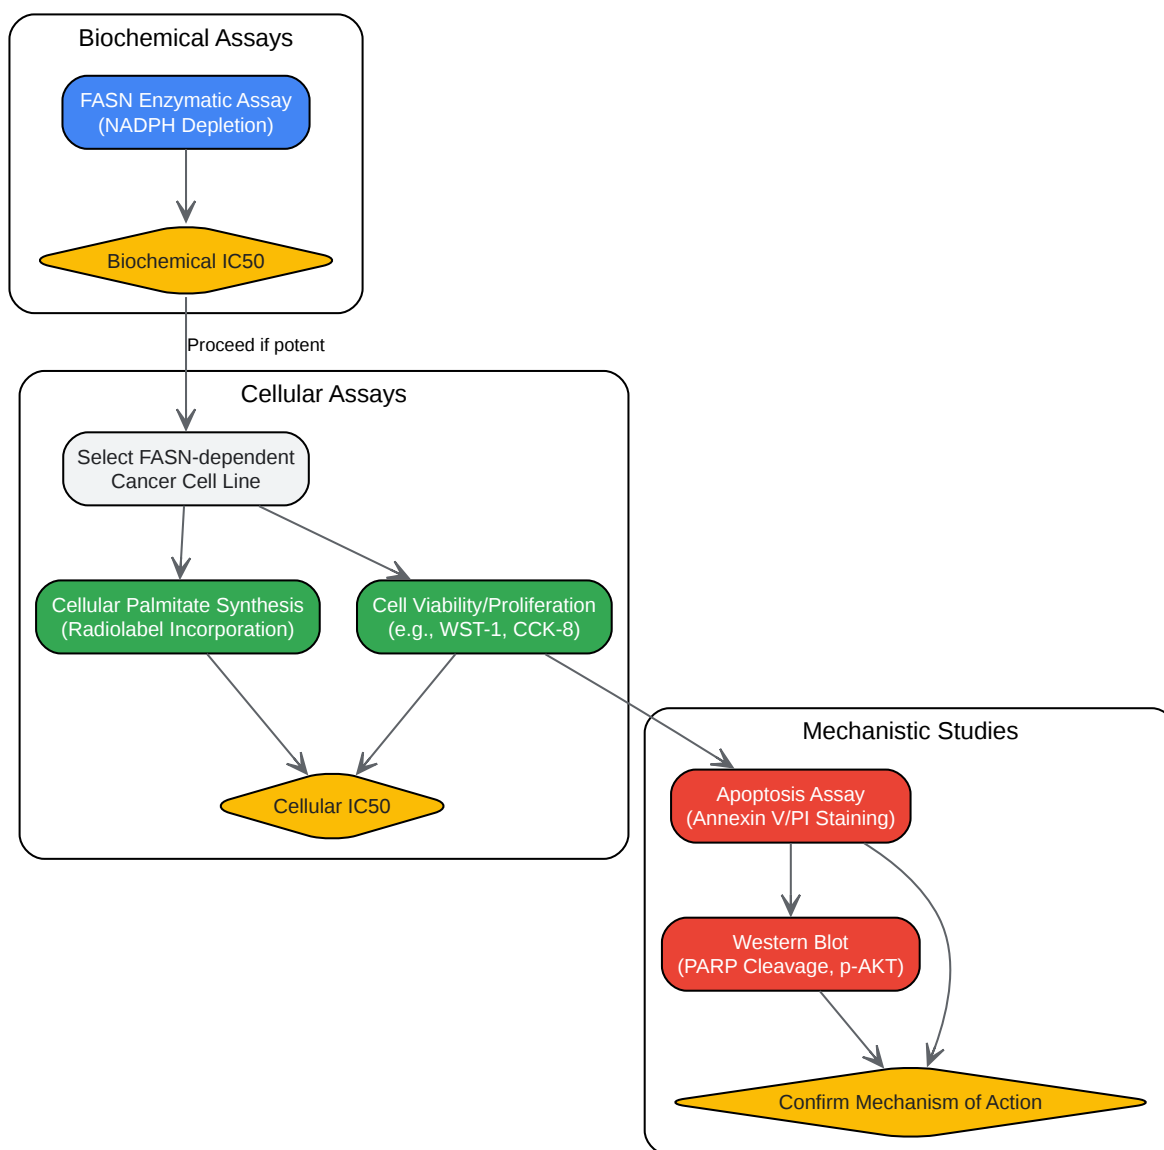 Biochemical Assays
FASN Enzymatic Assay
(NADPH Depletion)
Biochemical IC50
Proceed if potent
Cellular Assays
Select FASN-dependent
Cancer Cell Line
Cellular Palmitate Synthesis
(Radiolabel Incorporation)
Cell Viability/Proliferation
(e.g., WST-1, CCK-8)
Cellular IC50
Mechanistic Studies
Apoptosis Assay
(Annexin V/PI Staining)
Western Blot
(PARP Cleavage, p-AKT)
Confirm Mechanism of Action